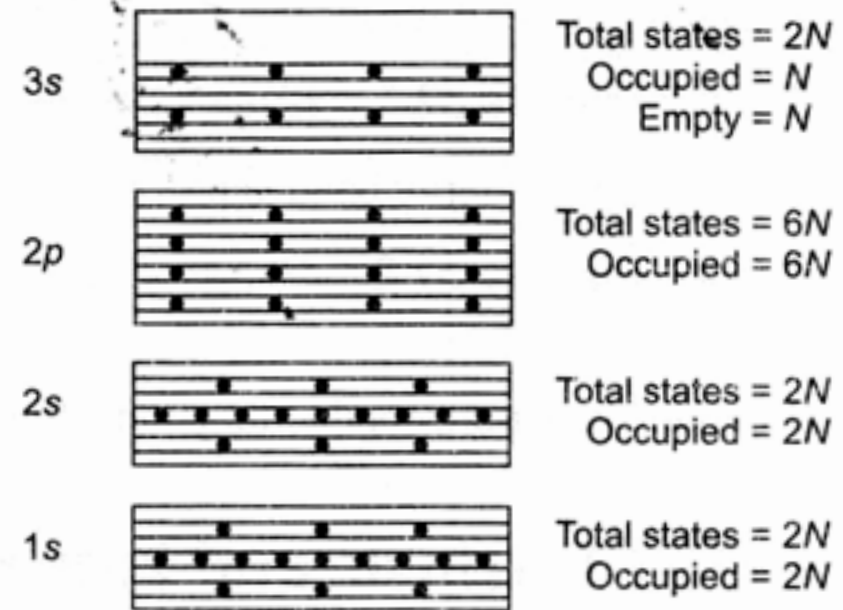 3s
Total states = 2N
Occupied = N
Empty = N
2p
Total states = 6N
Occupied = 6N
2s
Total states = 2N
Occupied = 2N
1s
Total states = 2N
Occupied = 2N